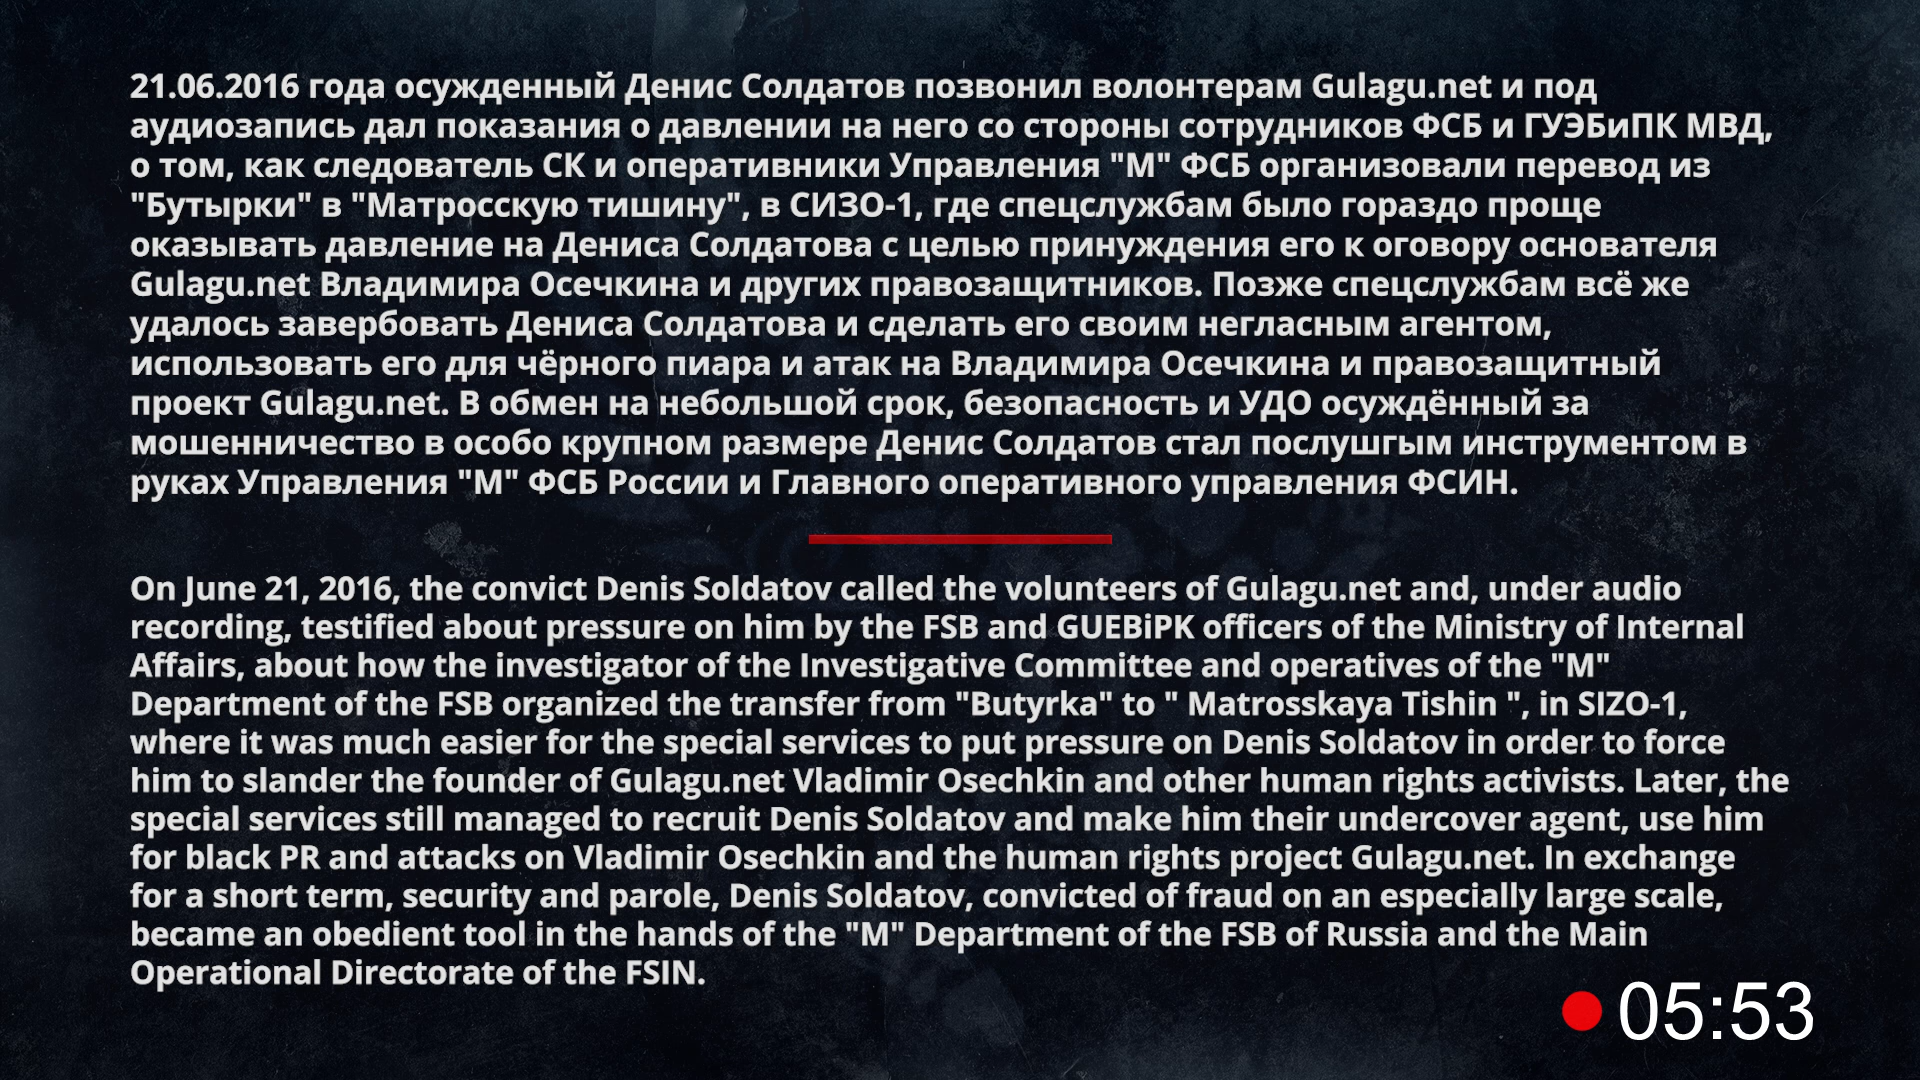 21.06.2016 года осужденный Денис Солдатов позвонил волонтерам Gulagu.net и под
аудиозапись дал показания о давлении на него со стороны сотрудников ФСБ и ГУЭБиПК МВД,
о том, как следователь СК и оперативники Управления "М" ФСБ организовали перевод из
"Бутырки" в "Матросскую тишину", в СИЗО-1, где спецслужбам было гораздо проще
оказывать давление на Дениса Солдатова с целью принуждения его к оговору основателя
Gulagu.net Владимира Осечкина и других правозащитников. Позже спецслужбам всё же
удалось завербовать Дениса Солдатова и сделать его своим негласным агентом,
использовать его для чёрного пиара и атак на Владимира Осечкина и правозащитный
проект Gulagu.net. В обмен на небольшой срок, безопасность и УДО осуждённый за
мошенничество в особо крупном размере Денис Солдатов стал послушгым инструментом в
руках Управления "М" ФСБ России и Главного оперативного управления ФСИН.
On June 21, 2016, the convict Denis Soldatov called the volunteers of Gulagu.net and, under audio
recording, testified about pressure on him by the FSB and GUEBiPK officers of the Ministry of Internal
Affairs, about how the investigator of the Investigative Committee and operatives of the "M"
Department of the FSB organized the transfer from "Butyrka" to " Matrosskaya Tishin ", in SIZO-1,
where it was much easier for the special services to put pressure on Denis Soldatov in order to force
him to slander the founder of Gulagu.net Vladimir Osechkin and other human rights activists. Later, the
special services still managed to recruit Denis Soldatov and make him their undercover agent, use him
for black PR and attacks on Vladimir Osechkin and the human rights project Gulagu.net. In exchange
for a short term, security and parole, Denis Soldatov, convicted of fraud on an especially large scale,
became an obedient tool in the hands of the "M" Department of the FSB of Russia and the Main
Operational Directorate of the FSIN.
05:53